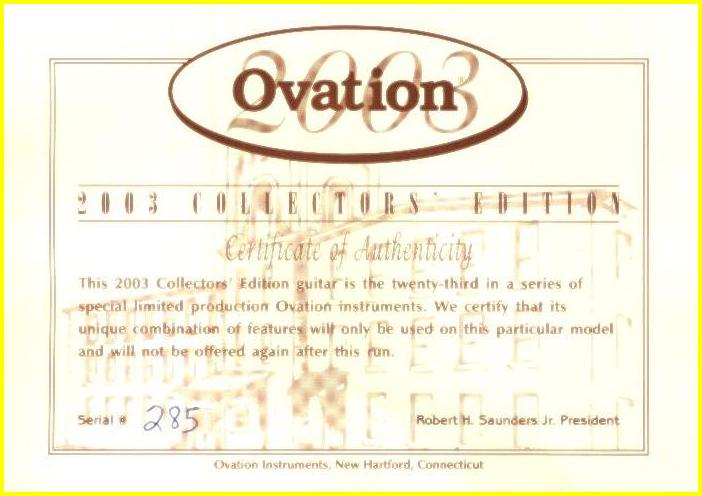 2003
Ovation®
2003 COLLECTORS' EDITION
Certificate of Authenticity
This 2003 Collectors' Edition guitar is the twenty-third in a series of
special limited production Ovation instruments. We certify that its
unique combination of features will only be used on this particular model
and will not be offered again after this run.
Serial # 285
Robert H. Saunders Jr. President
Ovation Instruments, New Hartford, Connecticut